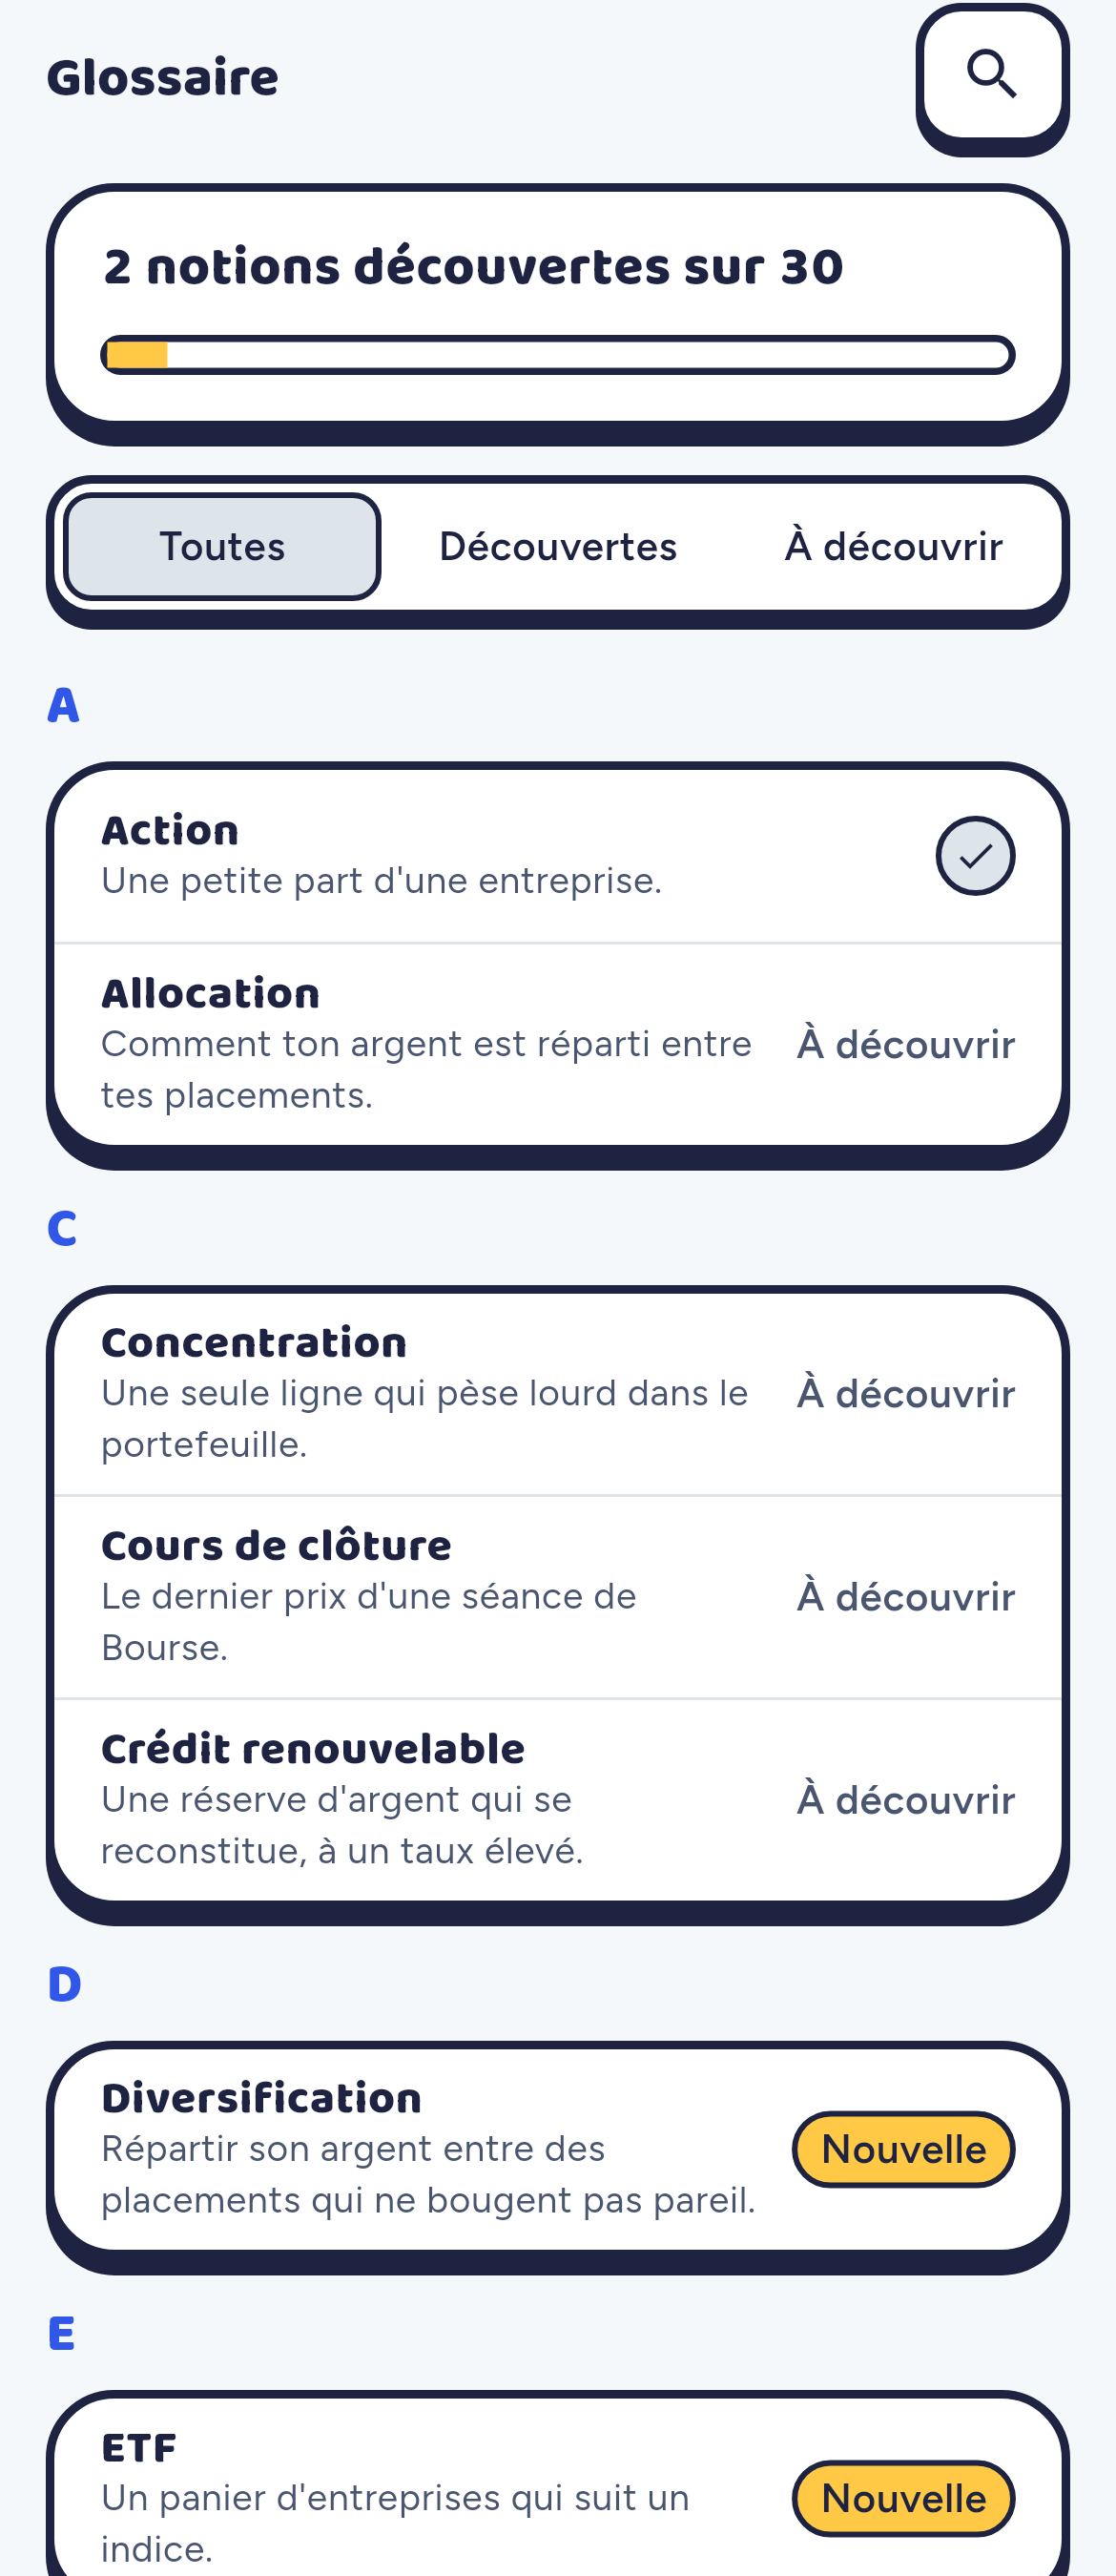 Glossaire
2 notions découvertes sur 30
Toutes Découvertes À découvrir
A
Action
Une petite part d'une entreprise.
Allocation
Comment ton argent est réparti entre
tes placements.
À découvrir
C
Concentration
Une seule ligne qui pèse lourd dans le
portefeuille.
À découvrir
Cours de clôture
Le dernier prix d'une séance de
Bourse.
À découvrir
Crédit renouvelable
Une réserve d'argent qui se
reconstitue, à un taux élevé.
À découvrir
D
Diversification
Répartir son argent entre des
placements qui ne bougent pas pareil.
Nouvelle
E
ETF
Un panier d'entreprises qui suit un
indice.
Nouvelle